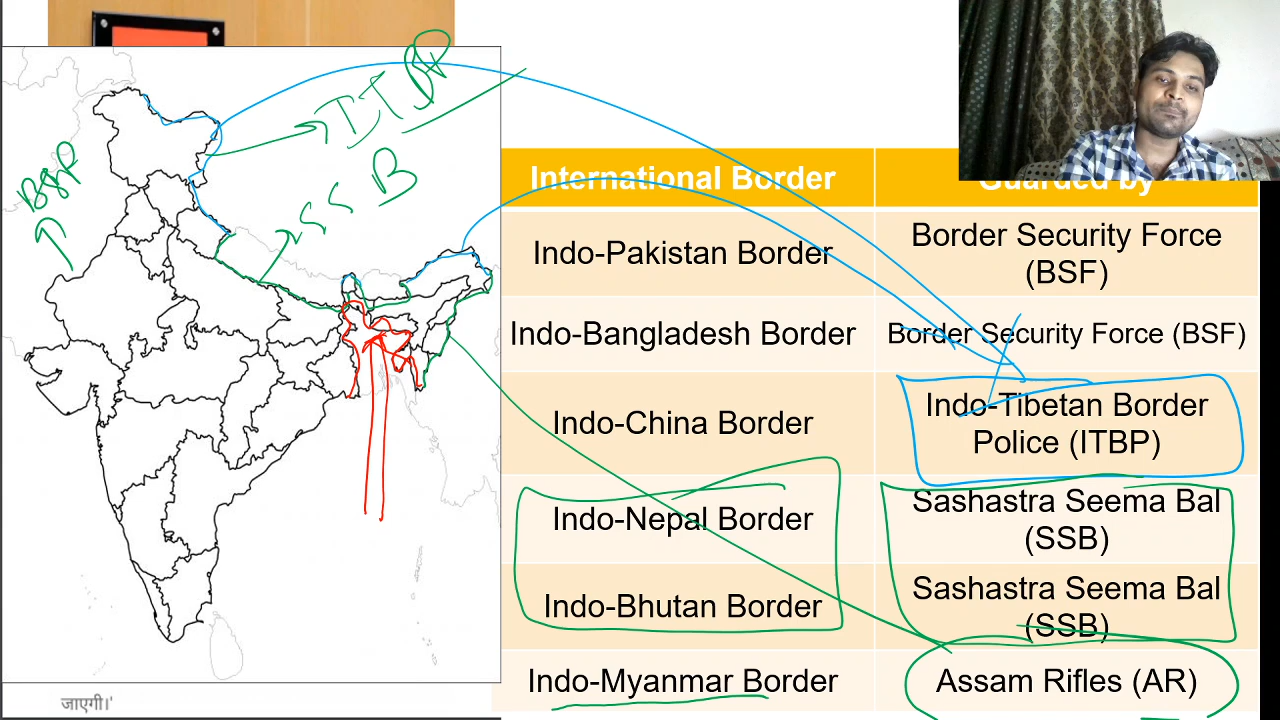 ITBP
BSF
SSB
International Border
Guarded by
Indo-Pakistan Border
Border Security Force
(BSF)
Indo-Bangladesh Border
Border Security Force (BSF)
Indo-China Border
Indo-Tibetan Border
Police (ITBP)
Indo-Nepal Border
Sashastra Seema Bal
(SSB)
Indo-Bhutan Border
Sashastra Seema Bal
(SSB)
Indo-Myanmar Border
Assam Rifles (AR)
जाएगी।'